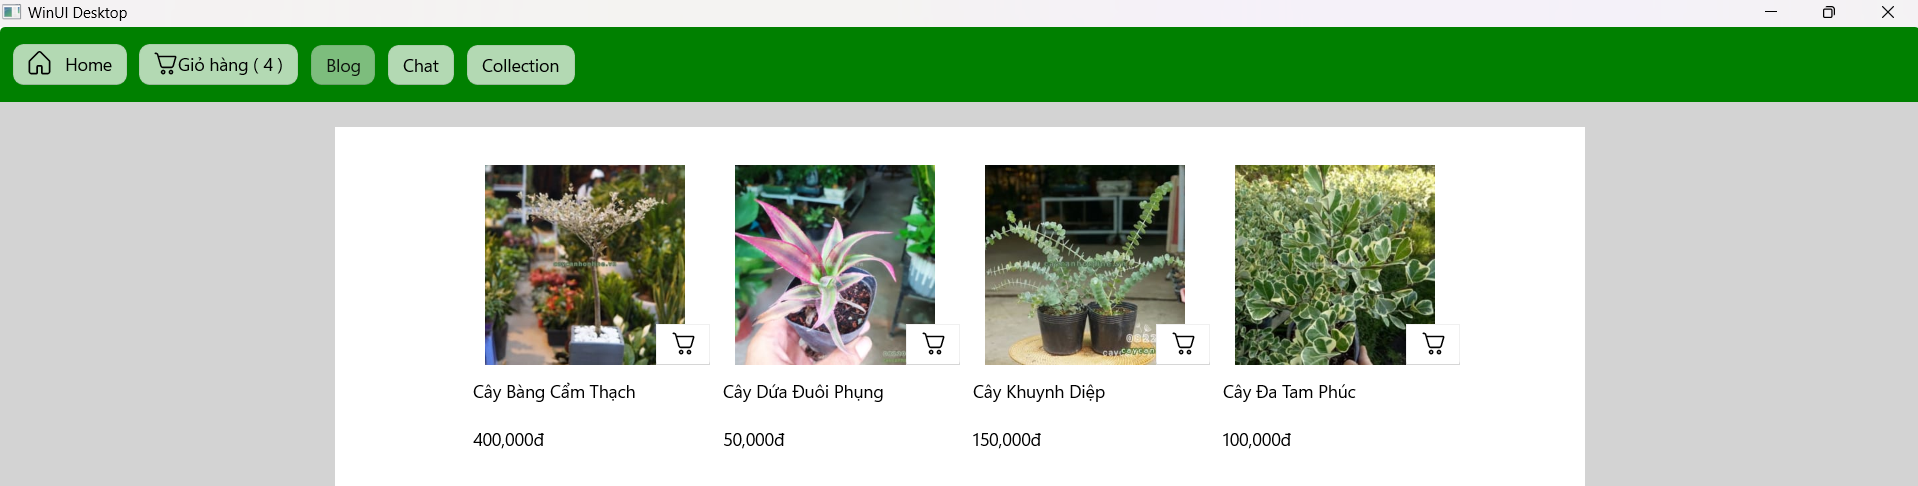 WinUI Desktop
Home
Giỏ hàng ( 4 )
Blog
Chat
Collection
Cây Bàng Cẩm Thạch
Cây Dứa Đuôi Phụng
Cây Khuynh Diệp
Cây Đa Tam Phúc
400,000đ
50,000đ
150,000đ
100,000đ